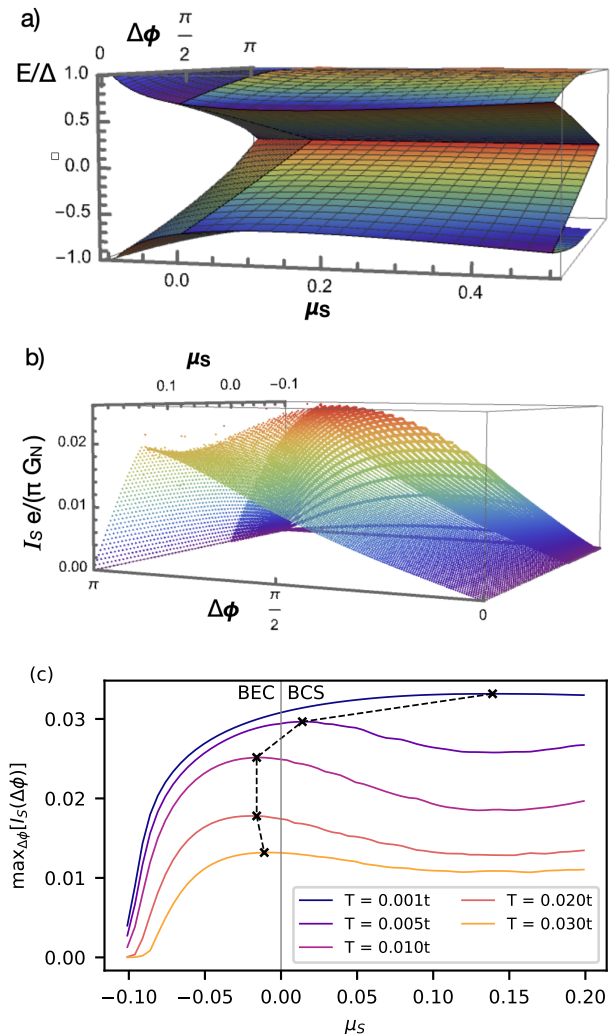 a)
Δϕ
0 π/2 π
E/Δ
1.0
0.5
0.0
−0.5
−1.0
0.0 0.2 0.4
μS
b)
μS
0.1 0.0 −0.1
IS e/(π GN)
0.02
0.01
0.00
π π/2 0
Δϕ
(c)
BEC BCS
maxΔϕ[IS(Δϕ)]
0.03
0.02
0.01
0.00
T = 0.001t T = 0.020t
T = 0.005t T = 0.030t
T = 0.010t
−0.10 −0.05 0.00 0.05 0.10 0.15 0.20
μS